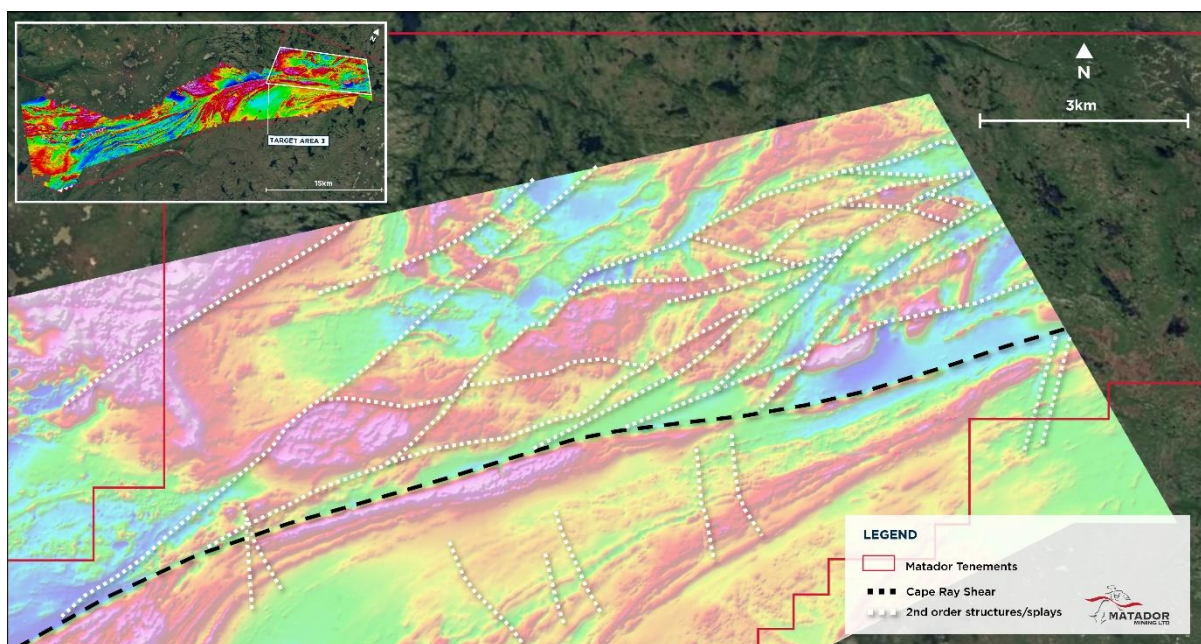 N
TARGET AREA 3
15km
N
3km
LEGEND
Matador Tenements
Cape Ray Shear
2nd order structures/splays
MATADOR
MINING LTD